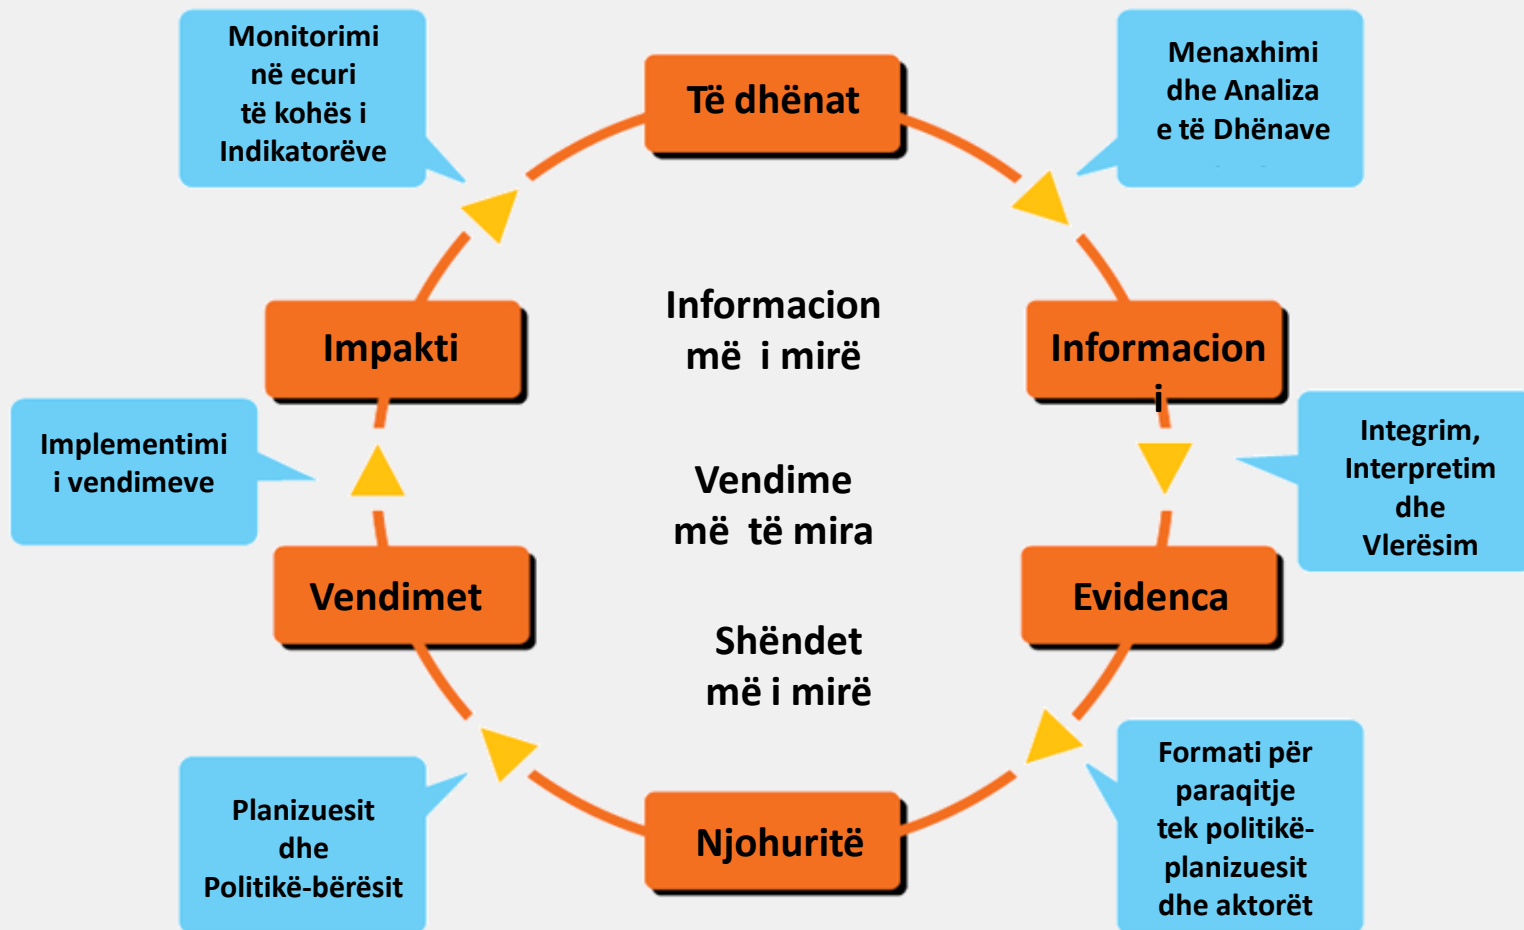 Monitorimi
në ecuri
të kohës i
Indikatorëve
Të dhënat
Menaxhimi
dhe Analiza
e të Dhënave
Informacion
më i mirë
Impakti
Informacion
i
Implementimi
i vendimeve
Integrim,
Interpretim
dhe
Vlerësim
Vendime
më të mira
Vendimet
Evidenca
Shëndet
më i mirë
Planizuesit
dhe
Politikë-bërësit
Njohuritë
Formati për
paraqitje
tek politikë-
planizuesit
dhe aktorët